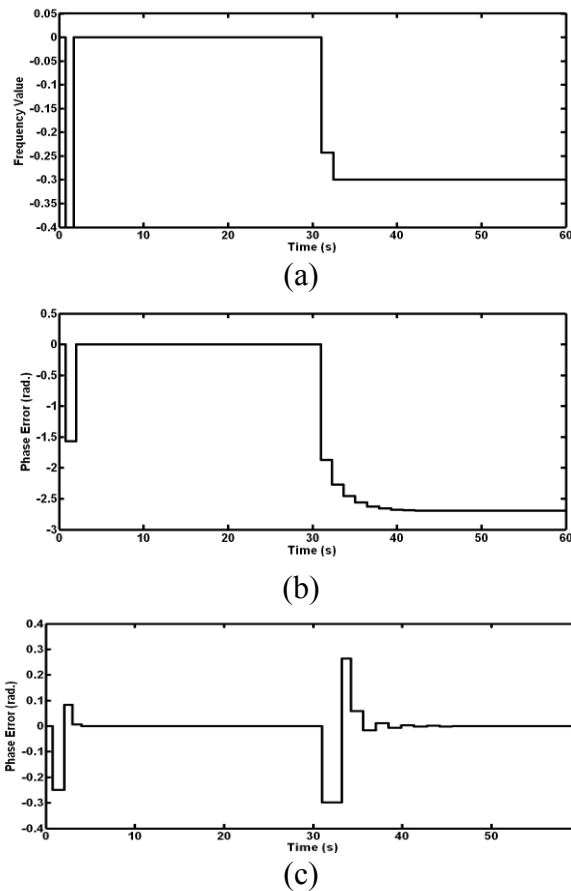 0.05
0
-0.05
-0.1
-0.15
-0.2
-0.25
-0.3
-0.35
-0.4
Frequency Value
0 10 20 30 40 50 60
Time (s)
(a)
0.5
0
-0.5
-1
-1.5
-2
-2.5
-3
Phase Error (rad.)
0 10 20 30 40 50 60
Time (s)
(b)
0.4
0.3
0.2
0.1
0
-0.1
-0.2
-0.3
-0.4
Phase Error (rad.)
0 10 20 30 40 50
Time (s)
(c)